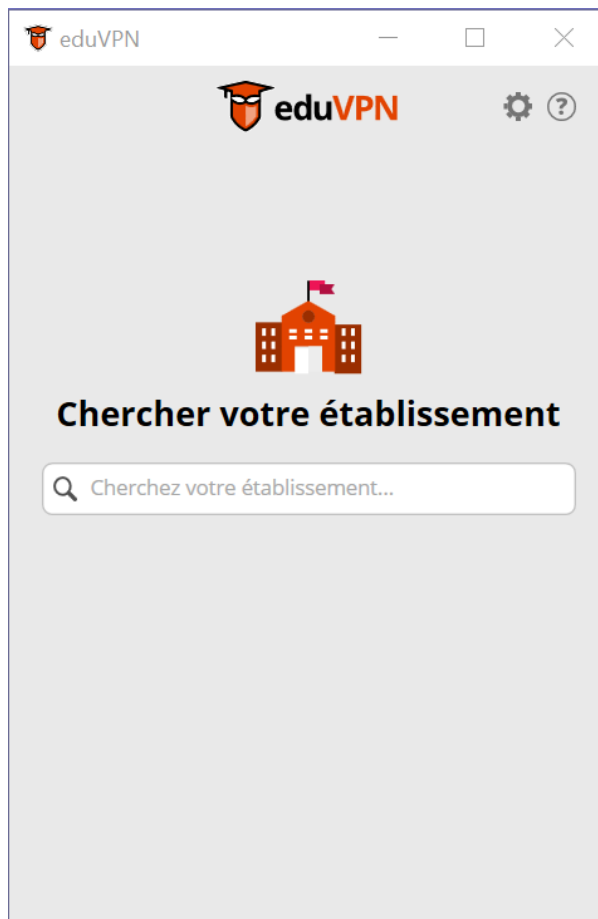 eduVPN
eduVPN
Chercher votre établissement
Cherchez votre établissement...